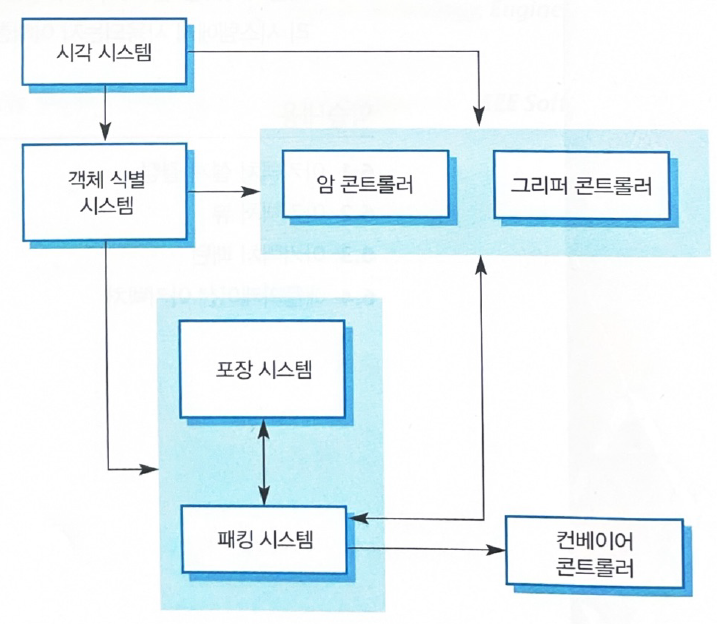 시각 시스템
객체 식별
시스템
암 콘트롤러
그리퍼 콘트롤러
포장 시스템
패킹 시스템
컨베이어
콘트롤러